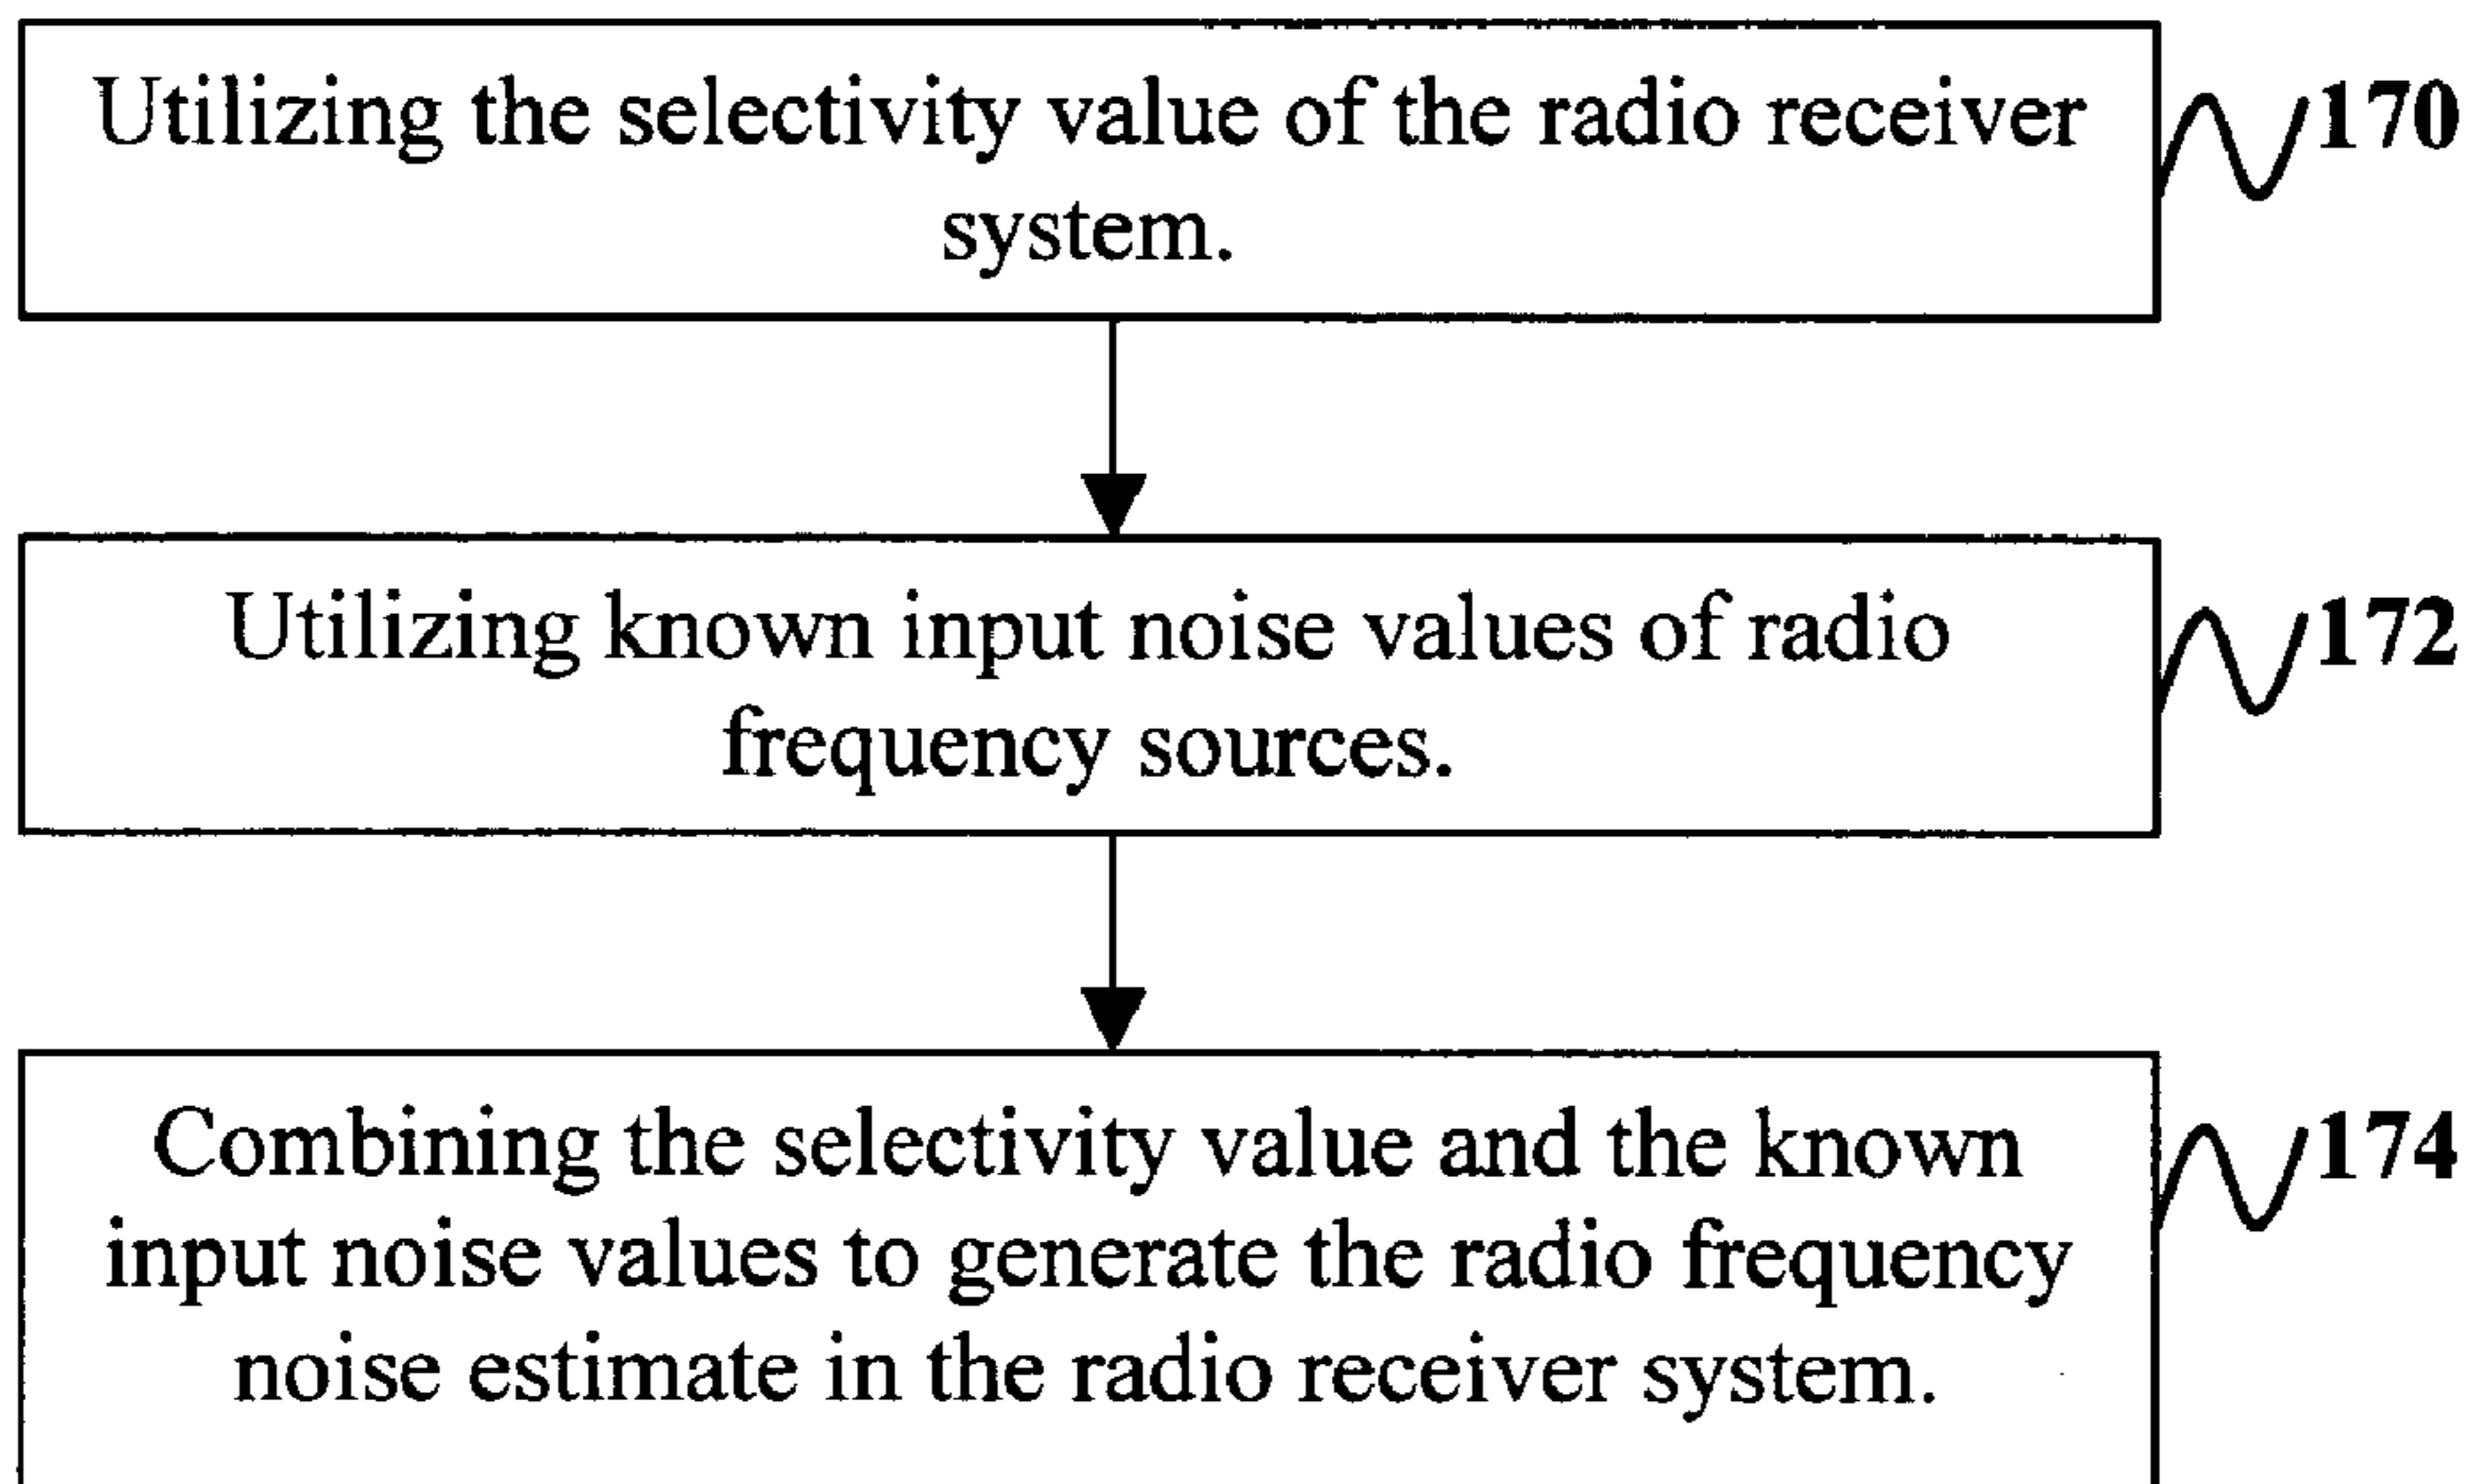 Utilizing the selectivity value of the radio receiver
system.
170
Utilizing known input noise values of radio
frequency sources.
172
Combining the selectivity value and the known
input noise values to generate the radio frequency
noise estimate in the radio receiver system.
174